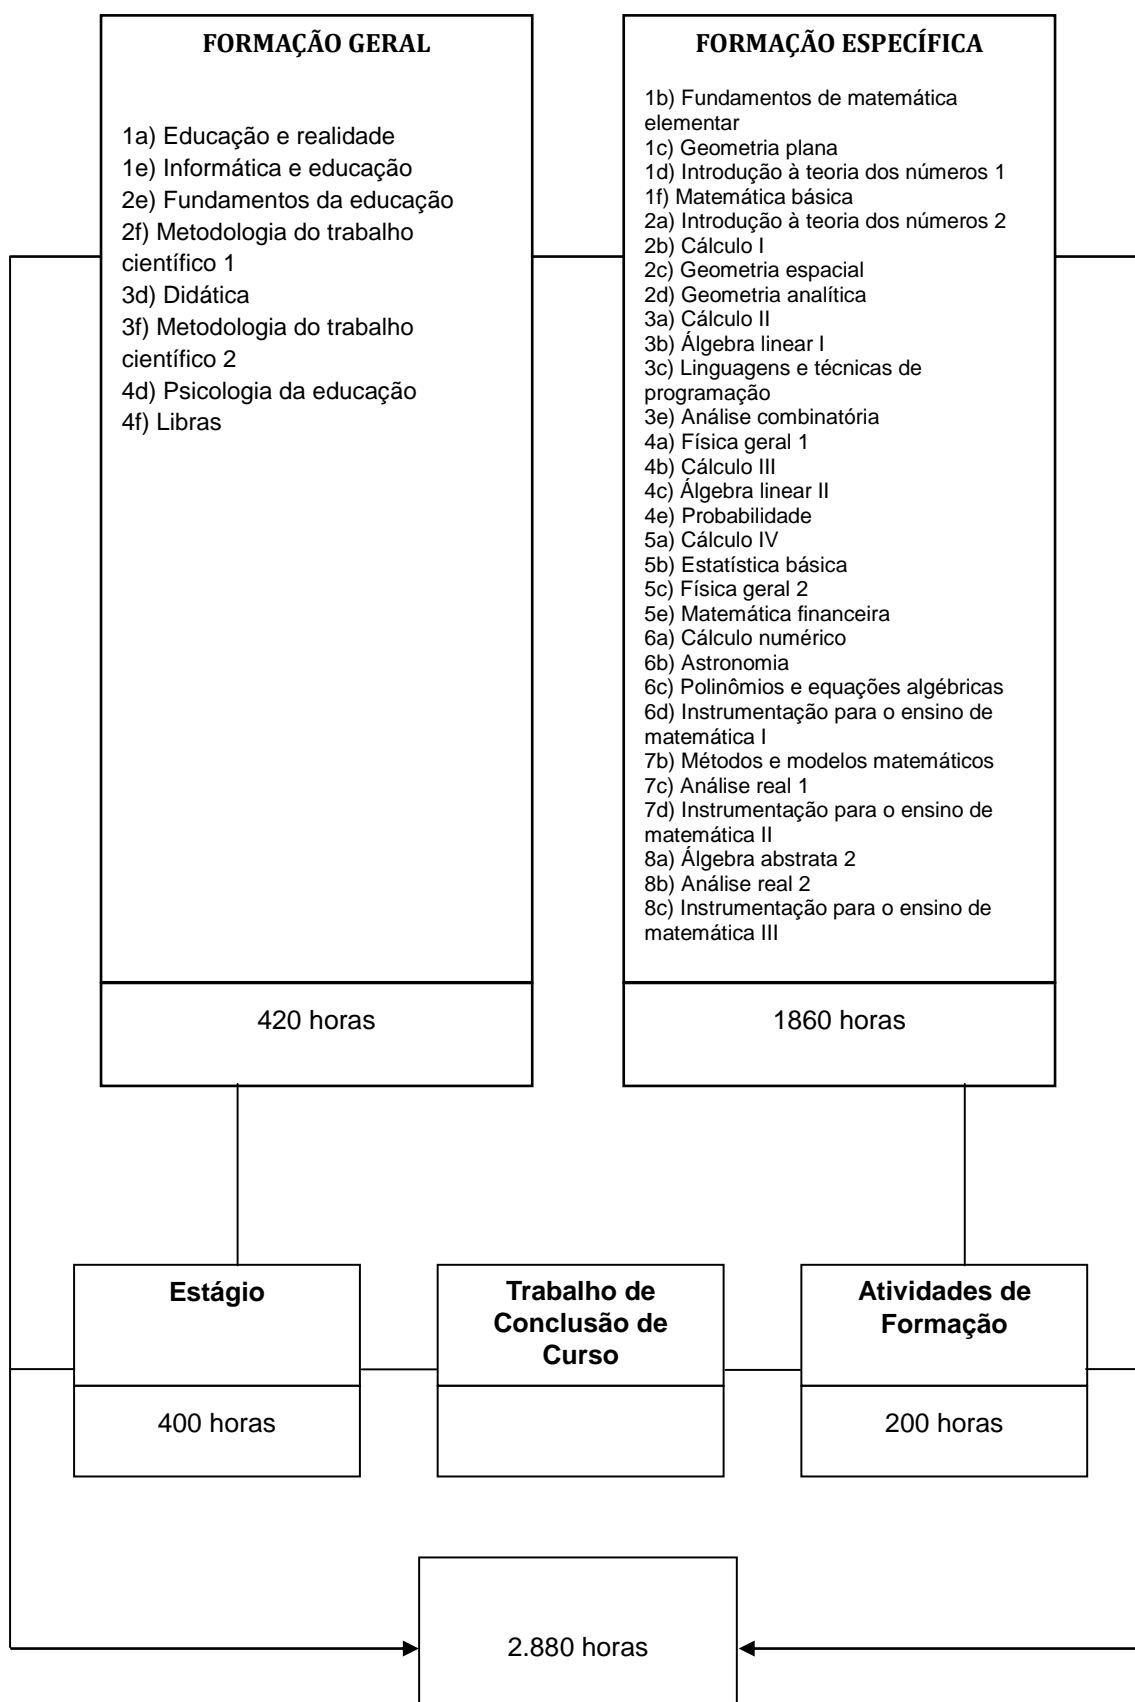 FORMAÇÃO GERAL
1a) Educação e realidade
1e) Informática e educação
2e) Fundamentos da educação
2f) Metodologia do trabalho
científico 1
3d) Didática
3f) Metodologia do trabalho
científico 2
4d) Psicologia da educação
4f) Libras
420 horas
FORMAÇÃO ESPECÍFICA
1b) Fundamentos de matemática
elementar
1c) Geometria plana
1d) Introdução à teoria dos números 1
1f) Matemática básica
2a) Introdução à teoria dos números 2
2b) Cálculo I
2c) Geometria espacial
2d) Geometria analítica
3a) Cálculo II
3b) Álgebra linear I
3c) Linguagens e técnicas de
programação
3e) Análise combinatória
4a) Física geral 1
4b) Cálculo III
4c) Álgebra linear II
4e) Probabilidade
5a) Cálculo IV
5b) Estatística básica
5c) Física geral 2
5e) Matemática financeira
6a) Cálculo numérico
6b) Astronomia
6c) Polinômios e equações algébricas
6d) Instrumentação para o ensino de
matemática I
7b) Métodos e modelos matemáticos
7c) Análise real 1
7d) Instrumentação para o ensino de
matemática II
8a) Álgebra abstrata 2
8b) Análise real 2
8c) Instrumentação para o ensino de
matemática III
1860 horas
Estágio
400 horas
Trabalho de
Conclusão de
Curso
Atividades de
Formação
200 horas
2.880 horas